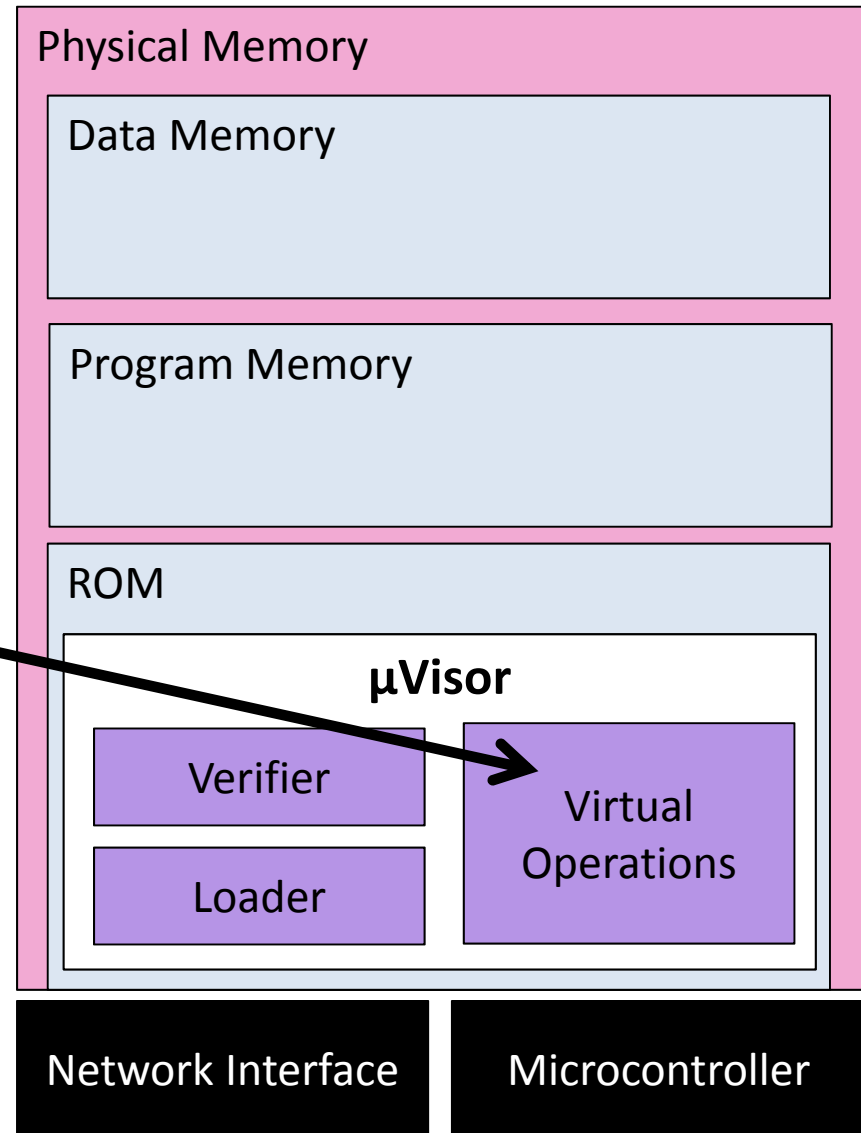 Physical Memory
Data Memory
Program Memory
ROM
µVisor
Verifier
Loader
Virtual
Operations
Network Interface
Microcontroller